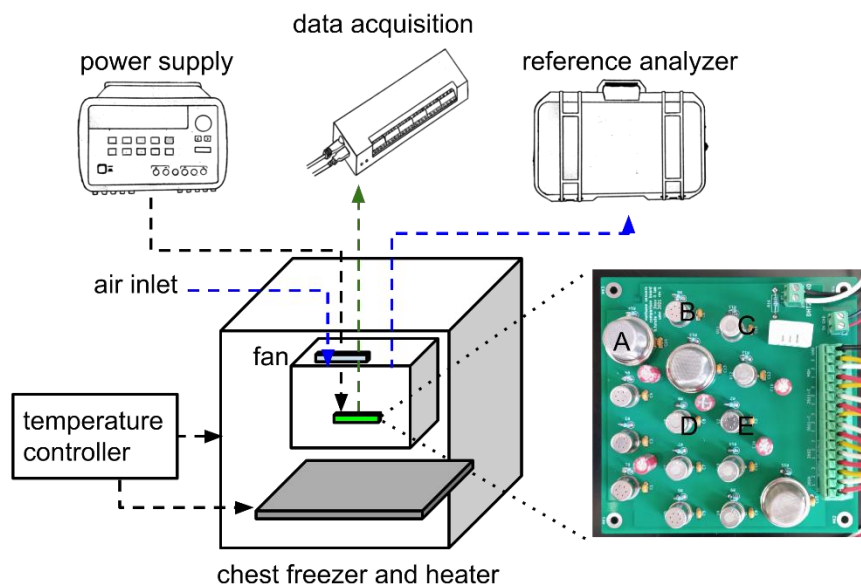 data acquisition
power supply
reference analyzer
air inlet
fan
temperature
controller
chest freezer and heater
A
B
C
D
E